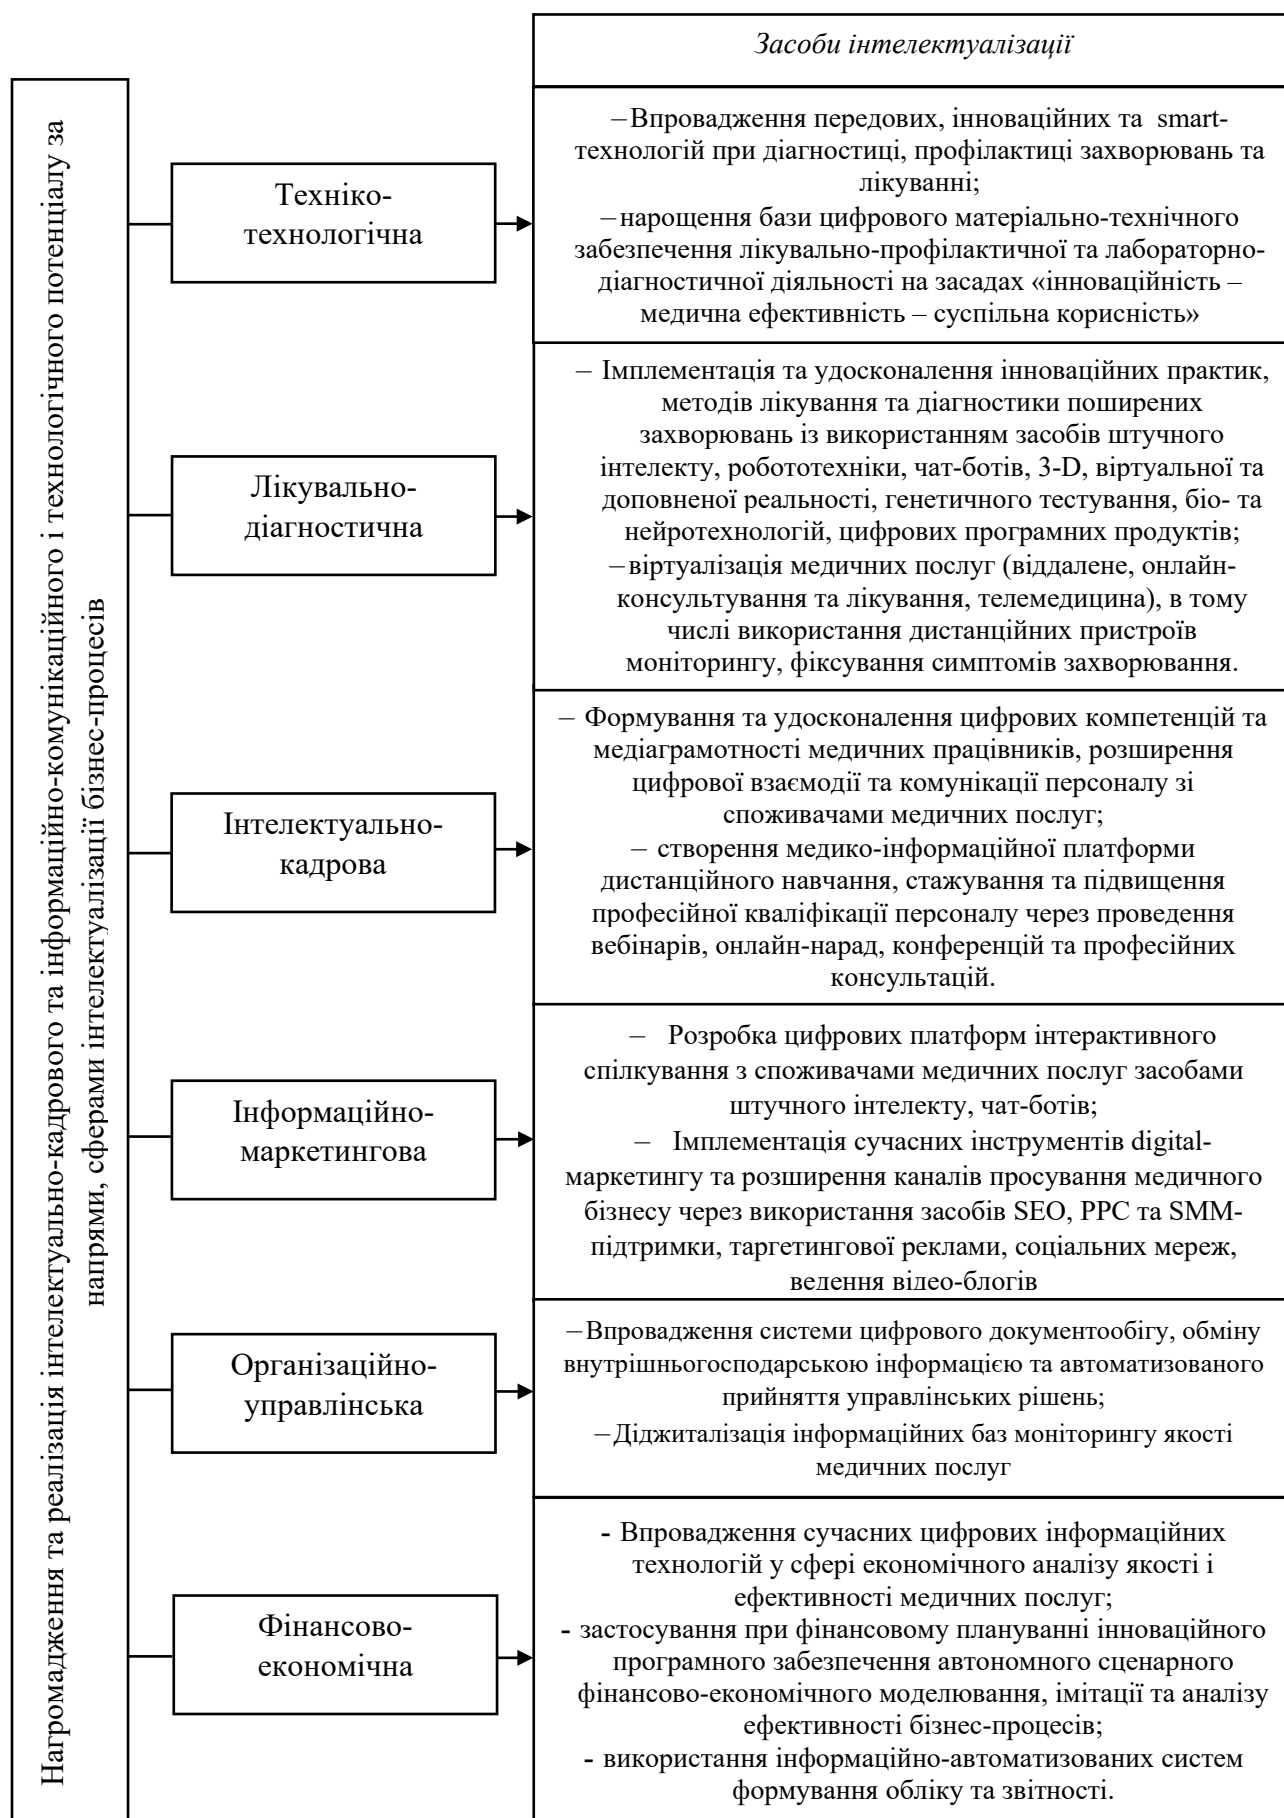 Засоби інтелектуалізації
Нагромадження та реалізація інтелектуально-кадрового та інформаційно-комунікаційного і технологічного потенціалу за
напрями, сферами інтелектуалізації бізнес-процесів
Техніко-
технологічна
–Впровадження передових, інноваційних та smart-
технологій при діагностиці, профілактиці захворювань та
лікуванні;
–нарощення бази цифрового матеріально-технічного
забезпечення лікувально-профілактичної та лабораторно-
діагностичної діяльності на засадах «інноваційність –
медична ефективність – суспільна корисність»
Лікувально-
діагностична
– Імплементація та удосконалення інноваційних практик,
методів лікування та діагностики поширених
захворювань із використанням засобів штучного
інтелекту, робототехніки, чат-ботів, 3-D, віртуальної та
доповненої реальності, генетичного тестування, біо- та
нейротехнологій, цифрових програмних продуктів;
–віртуалізація медичних послуг (віддалене, онлайн-
консультування та лікування, телемедицина), в тому
числі використання дистанційних пристроїв
моніторингу, фіксування симптомів захворювання.
Інтелектуально-
кадрова
– Формування та удосконалення цифрових компетенцій та
медіаграмотності медичних працівників, розширення
цифрової взаємодії та комунікації персоналу зі
споживачами медичних послуг;
– створення медико-інформаційної платформи
дистанційного навчання, стажування та підвищення
професійної кваліфікації персоналу через проведення
вебінарів, онлайн-нарад, конференцій та професійних
консультацій.
Інформаційно-
маркетингова
– Розробка цифрових платформ інтерактивного
спілкування з споживачами медичних послуг засобами
штучного інтелекту, чат-ботів;
– Імплементація сучасних інструментів digital-
маркетингу та розширення каналів просування медичного
бізнесу через використання засобів SEO, PPC та SMM-
підтримки, таргетингової реклами, соціальних мереж,
ведення відео-блогів
Організаційно-
управлінська
–Впровадження системи цифрового документообігу, обміну
внутрішньогосподарською інформацією та автоматизованого
прийняття управлінських рішень;
–Діджиталізація інформаційних баз моніторингу якості
медичних послуг
Фінансово-
економічна
- Впровадження сучасних цифрових інформаційних
технологій у сфері економічного аналізу якості і
ефективності медичних послуг;
- застосування при фінансовому плануванні інноваційного
програмного забезпечення автономного сценарного
фінансово-економічного моделювання, імітації та аналізу
ефективності бізнес-процесів;
- використання інформаційно-автоматизованих систем
формування обліку та звітності.